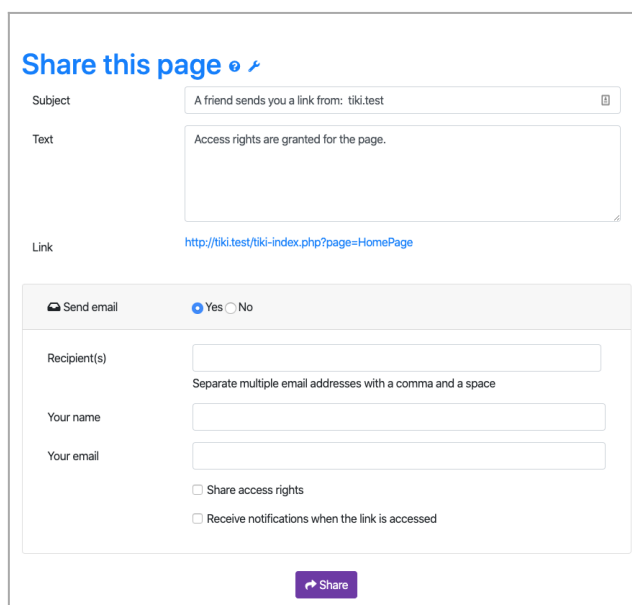 Share this page
Subject
A friend sends you a link from: tiki.test
Text
Access rights are granted for the page.
Link
http://tiki.test/tiki-index.php?page=HomePage
Send email
Yes No
Recipient(s)
Separate multiple email addresses with a comma and a space
Your name
Your email
Share access rights
Receive notifications when the link is accessed
Share